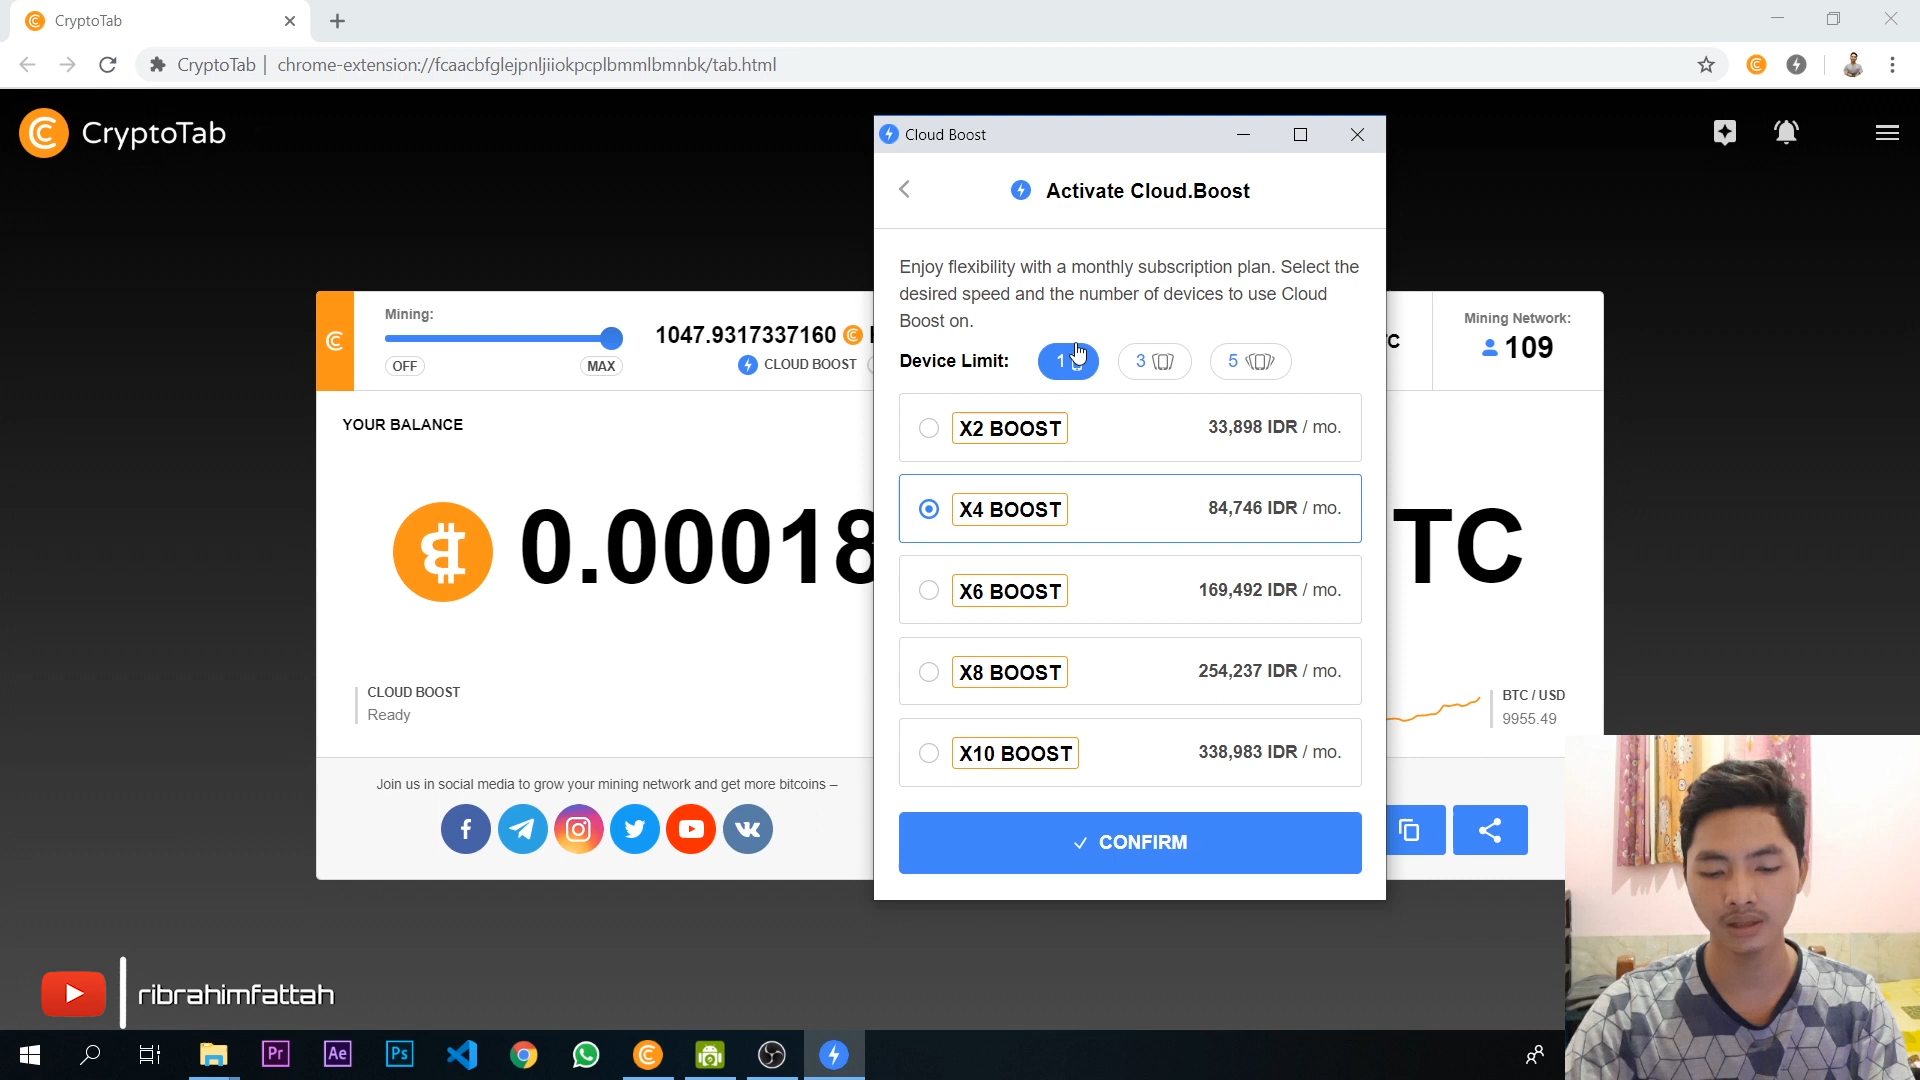 CryptoTab
CryptoTab | chrome-extension://fcaacbfglejpnljiiokpcplbmmlbmnbk/tab.html
CryptoTab
Cloud Boost
Activate Cloud.Boost
Enjoy flexibility with a monthly subscription plan. Select the
desired speed and the number of devices to use Cloud
Boost on.
Device Limit: 1 3 5
X2 BOOST 33,898 IDR / mo.
X4 BOOST 84,746 IDR / mo.
X6 BOOST 169,492 IDR / mo.
X8 BOOST 254,237 IDR / mo.
X10 BOOST 338,983 IDR / mo.
CONFIRM
Mining:
OFF MAX
1047.9317337160
CLOUD BOOST
Mining Network:
109
YOUR BALANCE
0.00018
TC
CLOUD BOOST
Ready
BTC / USD
9955.49
Join us in social media to grow your mining network and get more bitcoins –
ribrahimfattah
Pr Ae Ps